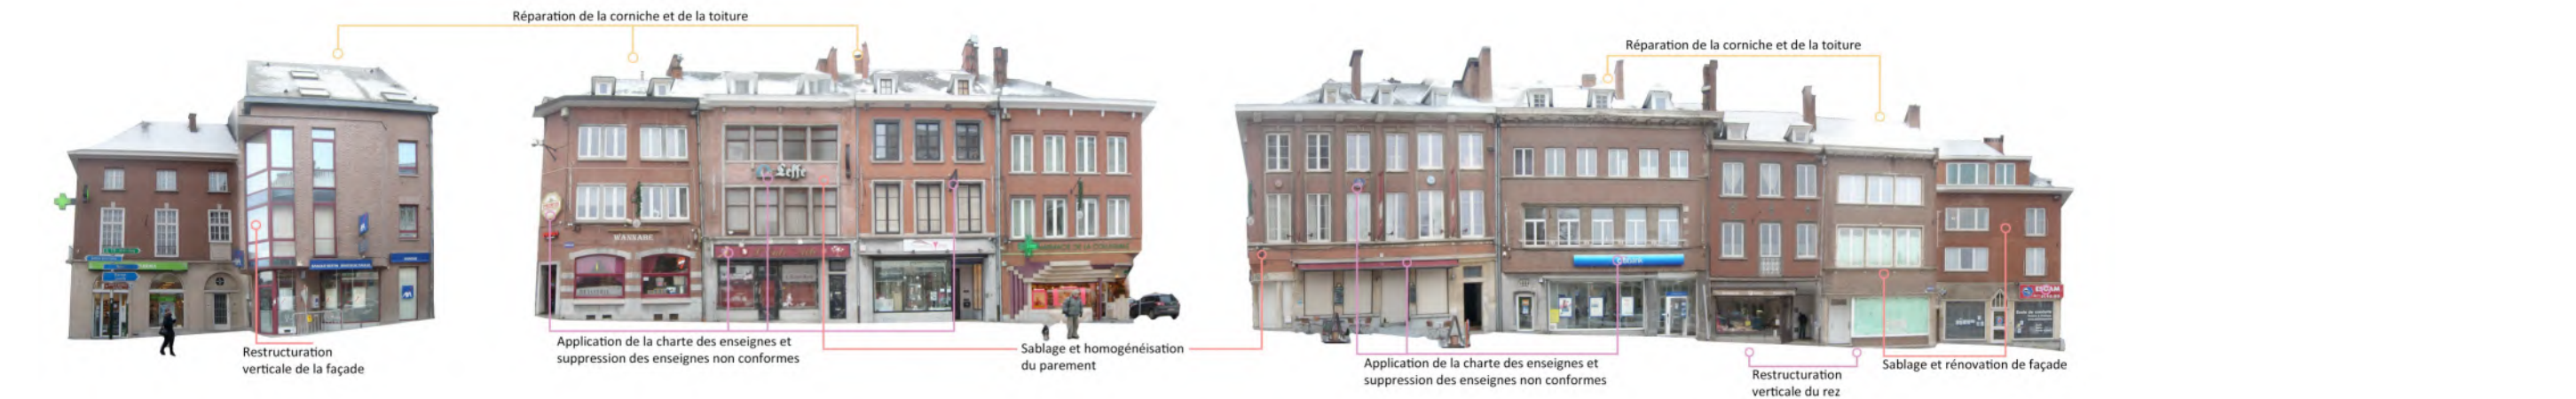 Réparation de la corniche et de la toiture
Réparation de la corniche et de la toiture
Leffe
WASSABE
Restructuration
verticale de la façade
Application de la charte des enseignes et
suppression des enseignes non conformes
Sablage et homogénéisation
du parement
Application de la charte des enseignes et
suppression des enseignes non conformes
Restructuration
verticale du rez
Sablage et rénovation de façade